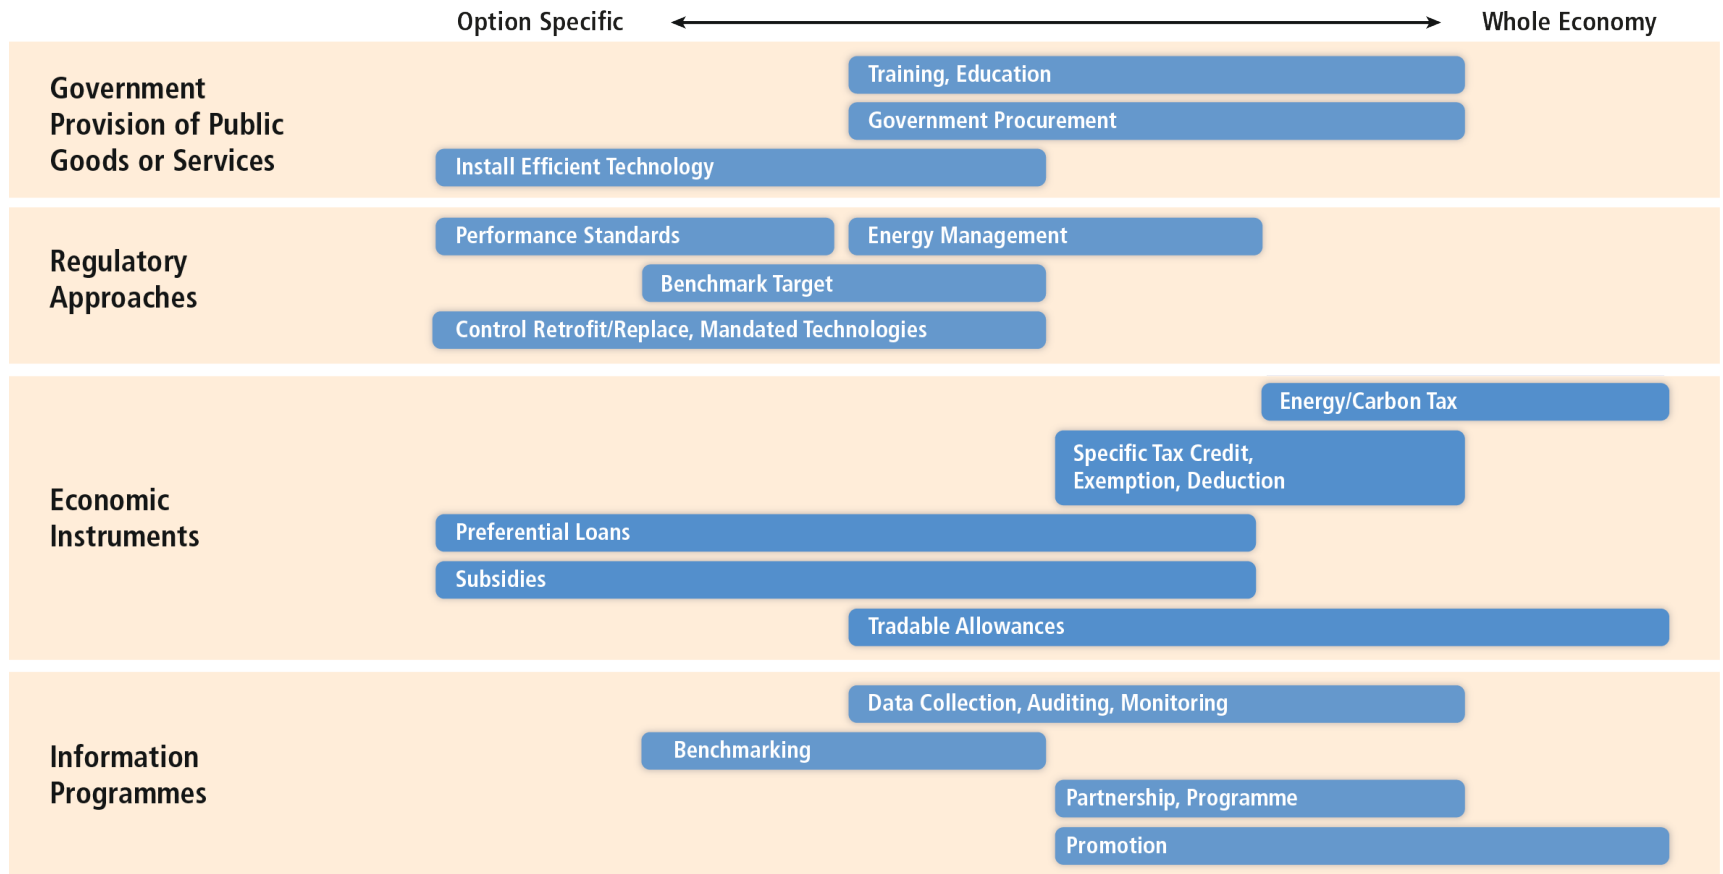 Option Specific
Whole Economy
Government
Provision of Public
Goods or Services
Training, Education
Government Procurement
Install Efficient Technology
Regulatory
Approaches
Performance Standards
Energy Management
Benchmark Target
Control Retrofit/Replace, Mandated Technologies
Economic
Instruments
Energy/Carbon Tax
Specific Tax Credit,
Exemption, Deduction
Preferential Loans
Subsidies
Tradable Allowances
Information
Programmes
Data Collection, Auditing, Monitoring
Benchmarking
Partnership, Programme
Promotion